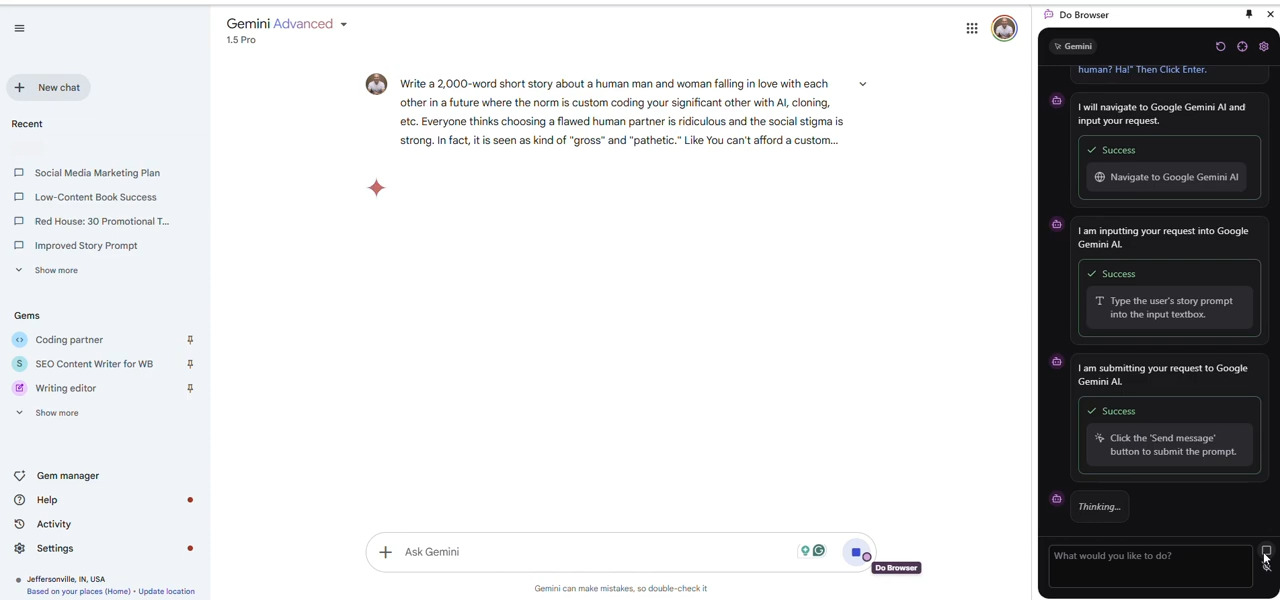 Gemini Advanced
1.5 Pro
New chat
Recent
Social Media Marketing Plan
Low-Content Book Success
Red House: 30 Promotional T...
Improved Story Prompt
Show more
Gems
Coding partner
S
SEO Content Writer for WB
Writing editor
Show more
Gem manager
Help
Activity
Settings
Jeffersonville, IN, USA
Based on your places (Home) • Update location
Write a 2,000-word short story about a human man and woman falling in love with each
other in a future where the norm is custom coding your significant other with AI, cloning,
etc. Everyone thinks choosing a flawed human partner is ridiculous and the social stigma is
strong. In fact, it is seen as kind of "gross" and "pathetic." Like You can't afford a custom...
Ask Gemini
Do Browser
Gemini can make mistakes, so double-check it
Do Browser
Gemini
human? Ha!" Then Click Enter.
I will navigate to Google Gemini AI and
input your request.
Success
Navigate to Google Gemini AI
I am inputing your request into Google
Gemini AI.
Success
Type the user's story prompt
into the input textbox.
I am submitting your request to Google
Gemini AI.
Success
Click the 'Send message'
button to submit the prompt.
Thinking...
What would you like to do?